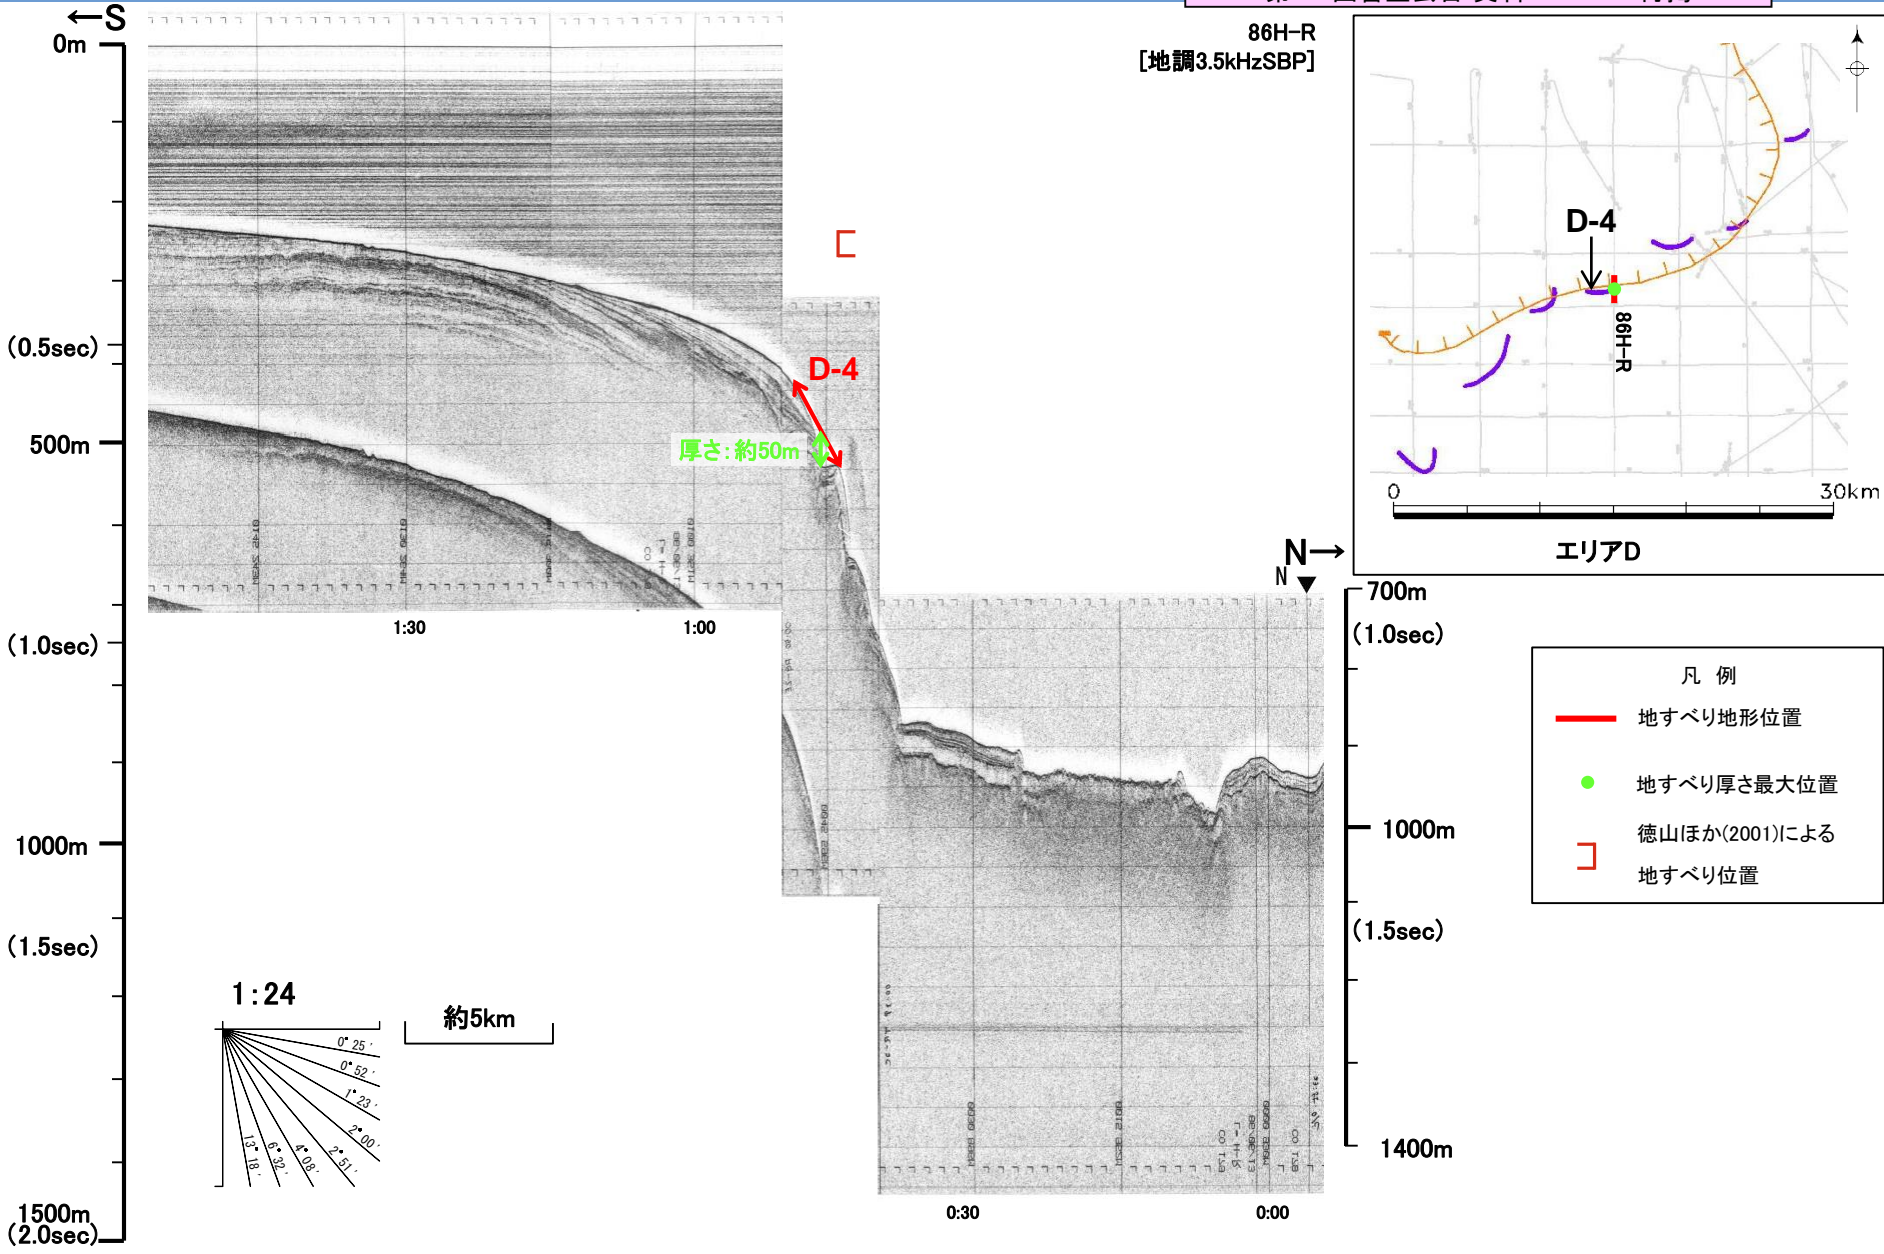 ←S
0m
(0.5sec)
500m
(1.0sec)
1000m
(1.5sec)
1500m
(2.0sec)
86H-R
[地調3.5kHzSBP]
D-4
厚さ：約50m
1:30
1:00
0:30
0:00
N→
N
700m
(1.0sec)
1000m
(1.5sec)
1400m
1：24
約5km
0°25′
0°52′
1°23′
2°00′
2°51′
4°08′
6°32′
13°18′
D-4
86H-R
0
30km
エリアD
凡 例
地すべり地形位置
地すべり厚さ最大位置
徳山ほか(2001)による
地すべり位置